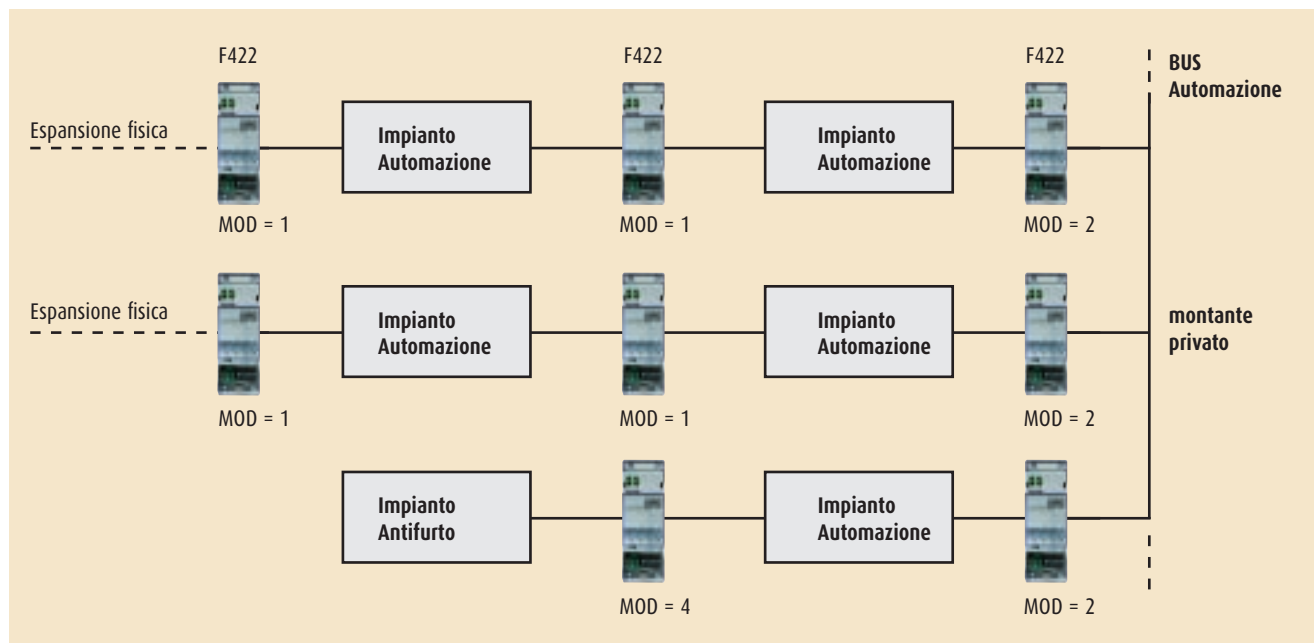 F422
F422
F422
BUS
Automazione
Espansione fisica
Impianto
Automazione
Impianto
Automazione
MOD = 1
MOD = 1
MOD = 2
Espansione fisica
Impianto
Automazione
Impianto
Automazione
montante
privato
MOD = 1
MOD = 1
MOD = 2
Impianto
Antifurto
Impianto
Automazione
MOD = 4
MOD = 2